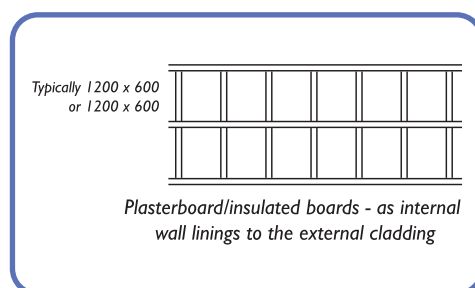 Typically 1200 x 600
or 1200 x 600
Plasterboard/insulated boards - as internal
wall linings to the external cladding